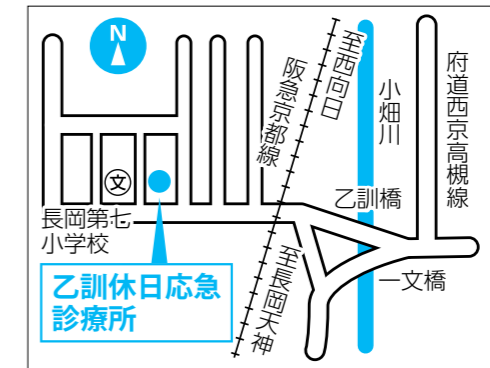 N
至西向日
阪急京都線
小畑川
府道西京高槻線
文
乙訓橋
長岡第七
小学校
至長岡天神
一文橋
乙訓休日応急
診療所